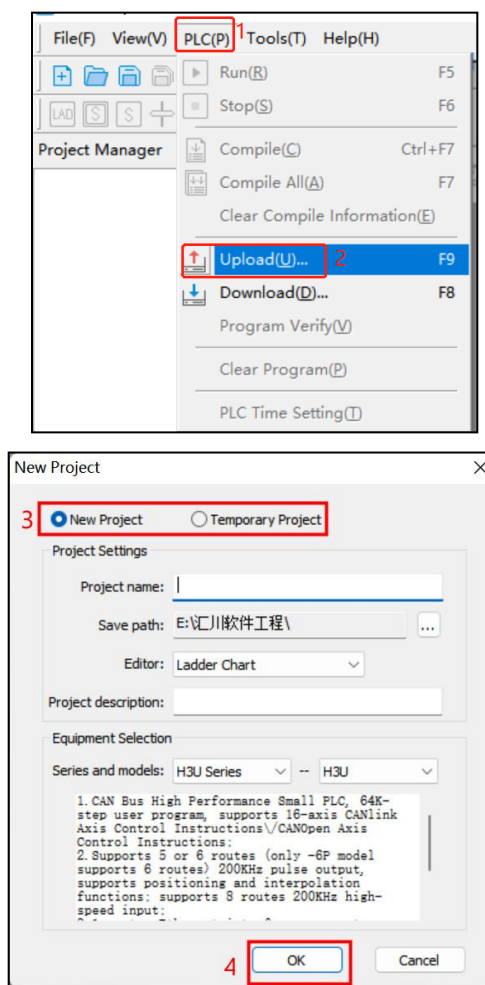 File(F) View(V) PLC(P) 1 Tools(T) Help(H)
Run(R) F5
LAD S S Stop(S) F6
Project Manager Compile(C) Ctrl+F7
Compile All(A) F7
Clear Compile Information(E)
Upload(U)... 2 F9
Download(D)... F8
Program Verify(V)
Clear Program(P)
PLC Time Setting(T)
New Project
3 New Project Temporary Project
Project Settings
Project name:
Save path: E:\汇川软件工程\ ...
Editor: Ladder Chart
Project description:
Equipment Selection
Series and models: H3U Series -- H3U
1. CAN Bus High Performance Small PLC, 64K-
step user program, supports 16-axis CANlink
Axis Control Instructions\/CANOpen Axis
Control Instructions;
2. Supports 5 or 6 routes (only -6P model
supports 6 routes) 200KHz pulse output,
supports positioning and interpolation
functions; supports 8 routes 200KHz high-
speed input;
4 OK Cancel